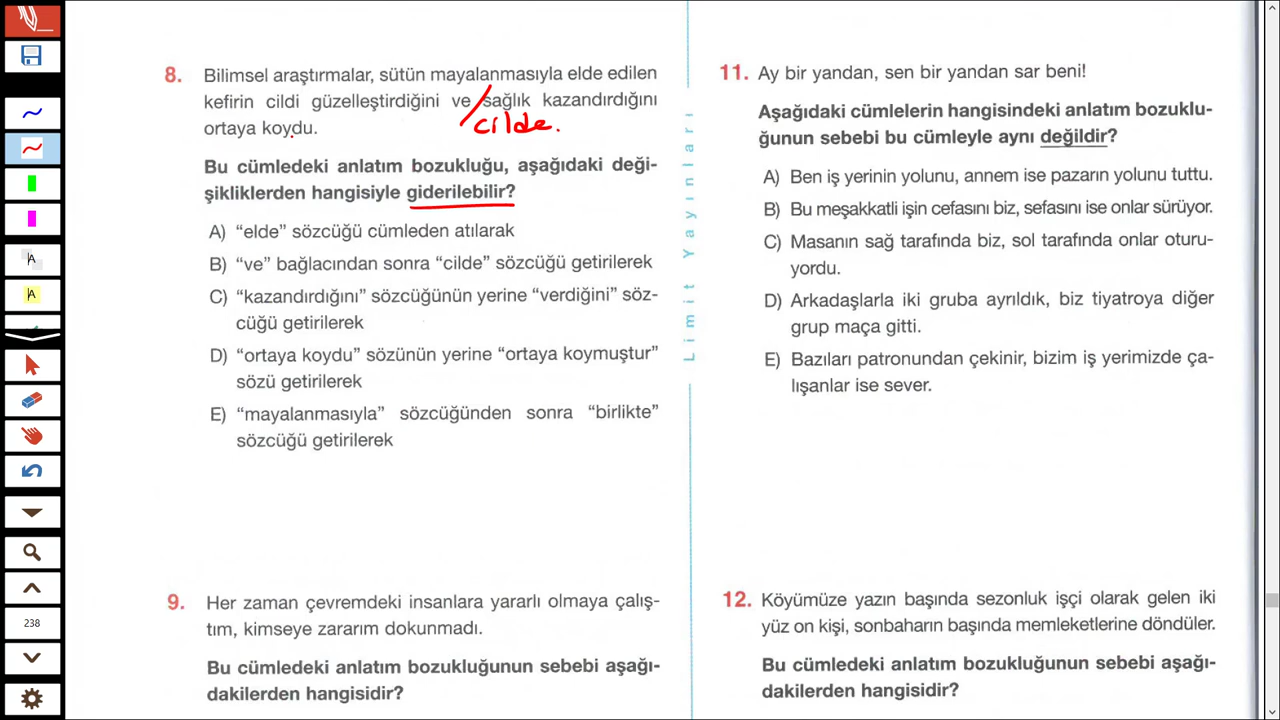 8. Bilimsel araştırmalar, sütün mayalanmasıyla elde edilen
kefirin cildi güzelleştirdiğini ve sağlık kazandırdığını
cilde.
ortaya koydu.
Bu cümledeki anlatım bozukluğu, aşağıdaki deği-
şikliklerden hangisiyle giderilebilir?
A) “elde” sözcüğü cümleden atılarak
B) “ve” bağlacından sonra “cilde” sözcüğü getirilerek
C) “kazandırdığını” sözcüğünün yerine “verdiğini” söz-
cüğü getirilerek
D) “ortaya koydu” sözünün yerine “ortaya koymuştur”
sözü getirilerek
E) “mayalanmasıyla” sözcüğünden sonra “birlikte”
sözcüğü getirilerek
9. Her zaman çevremdeki insanlara yararlı olmaya çalış-
tım, kimseye zararım dokunmadı.
Bu cümledeki anlatım bozukluğunun sebebi aşağı-
dakilerden hangisidir?
Limit Yayınları
11. Ay bir yandan, sen bir yandan sar beni!
Aşağıdaki cümlelerin hangisindeki anlatım bozuklu-
ğunun sebebi bu cümleyle aynı değildir?
A) Ben iş yerinin yolunu, annem ise pazarın yolunu tuttu.
B) Bu meşakkatli işin cefasını biz, sefasını ise onlar sürüyor.
C) Masanın sağ tarafında biz, sol tarafında onlar oturu-
yordu.
D) Arkadaşlarla iki gruba ayrıldık, biz tiyatroya diğer
grup maça gitti.
E) Bazıları patronundan çekinir, bizim iş yerimizde ça-
lışanlar ise sever.
12. Köyümüze yazın başında sezonluk işçi olarak gelen iki
yüz on kişi, sonbaharın başında memleketlerine döndüler.
Bu cümledeki anlatım bozukluğunun sebebi aşağı-
dakilerden hangisidir?
A
A
238